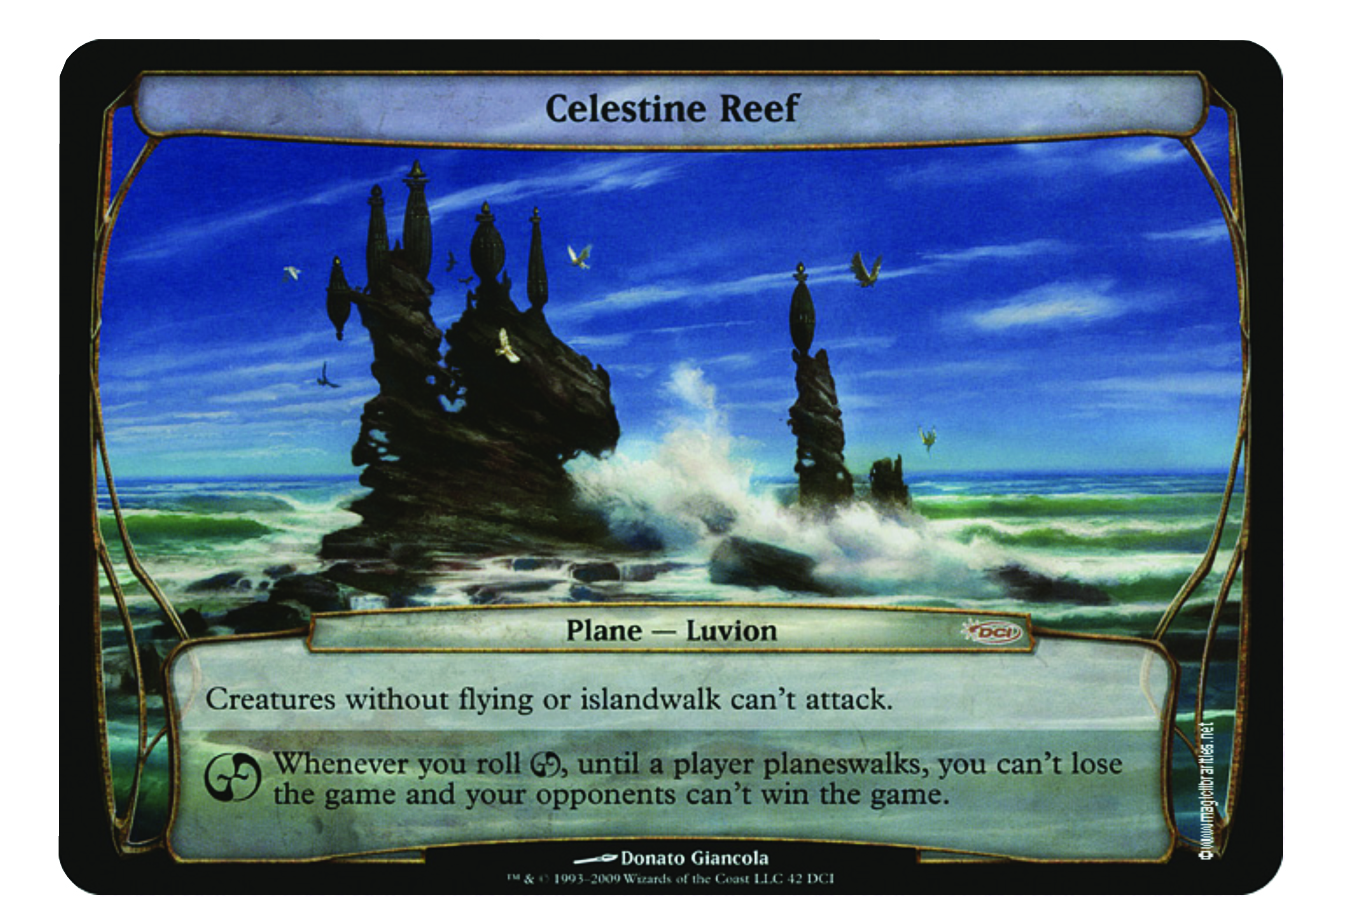 Celestine Reef
Plane — Luvion
DCI
Creatures without flying or islandwalk can't attack.
Whenever you roll , until a player planeswalks, you can't lose
the game and your opponents can't win the game.
Donato Giancola
™ & © 1993–2009 Wizards of the Coast LLC 42 DCI
©www.magiclibrarities.net